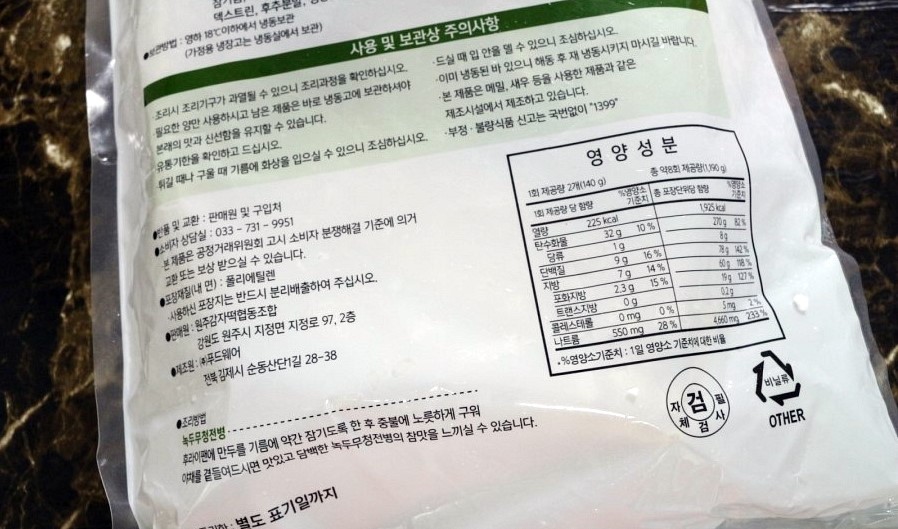 덱스트린, 후추분말,
●보관방법 : 영하 18℃이하에서 냉동보관
(가정용 냉장고는 냉동실에서 보관)
사용 및 보관상 주의사항
·조리시 조리기구가 과열될 수 있으니 조리과정을 확인하십시오.
·필요한 양만 사용하시고 남은 제품은 바로 냉동고에 보관하셔야
본래의 맛과 신선함을 유지할 수 있습니다.
·유통기한을 확인하고 드십시오.
·튀길 때나 구울 때 기름에 화상을 입으실 수 있으니 조심하십시오.
·드실 때 입 안을 델 수 있으니 조심하십시오.
·이미 냉동된 바 있으니 해동 후 재 냉동시키지 마시길 바랍니다.
·본 제품은 메밀, 새우 등을 사용한 제품과 같은
제조시설에서 제조하고 있습니다.
·부정·불량식품 신고는 국번없이 "1399"
●반품 및 교환 : 판매원 및 구입처
●소비자 상담실 : 033 - 731 - 9951
본 제품은 공정거래위원회 고시 소비자 분쟁해결 기준에 의거
교환 또는 보상 받으실 수 있습니다.
●포장재질(내 면) : 폴리에틸렌
·사용하신 포장지는 반드시 분리배출하여 주십시오.
●판매원 : 원주감자떡협동조합
강원도 원주시 지정면 지정로 97, 2층
●제조원 : ㈜푸드웨어
전북 김제시 순동산단1길 28-38
영 양 성 분
1회 제공량 2개(140 g) 총 약8회 제공량(1,190 g)
1회 제공량 당 함량 %영양소 기준치 총 포장단위당 함량 %영양소 기준치
열량 225 kcal 1,925 kcal
탄수화물 32 g 10 % 270 g 82 %
당류 1 g 8 g
단백질 9 g 16 % 78 g 142 %
지방 7 g 14 % 60 g 118 %
포화지방 2.3 g 15 % 19 g 127 %
트랜스지방 0 g 0.2 g
콜레스테롤 0 mg 0 % 5 mg 2 %
나트륨 550 mg 28 % 4,660 mg 233 %
·%영양소기준치 : 1일 영양소 기준치에 대한 비율
자 검 필
체 검 사
비닐류
OTHER
●조리방법
녹두무청전병
후라이팬에 만두를 기름에 약간 잠기도록 한 후 중불에 노릇하게 구워
야채를 곁들여드시면 맛있고 담백한 녹두무청전병의 참맛을 느끼실 수 있습니다.
별도 표기일까지